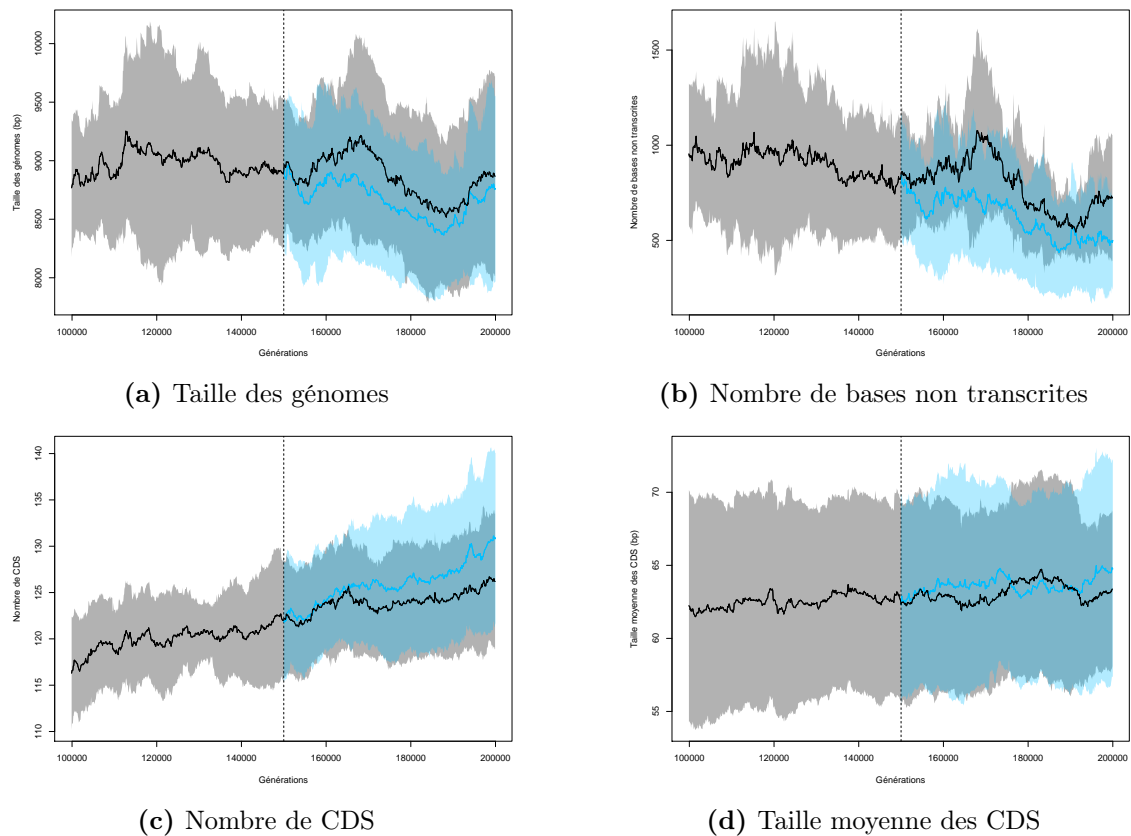 Taille des génomes (bp)
8000 8500 9000 9500 10000
100000 120000 140000 160000 180000 200000
Générations
(a) Taille des génomes
Nombre de bases non transcrites
500 1000 1500
100000 120000 140000 160000 180000 200000
Générations
(b) Nombre de bases non transcrites
Nombre de CDS
110 115 120 125 130 135 140
100000 120000 140000 160000 180000 200000
Générations
(c) Nombre de CDS
Taille moyenne des CDS (bp)
55 60 65 70
100000 120000 140000 160000 180000 200000
Générations
(d) Taille moyenne des CDS